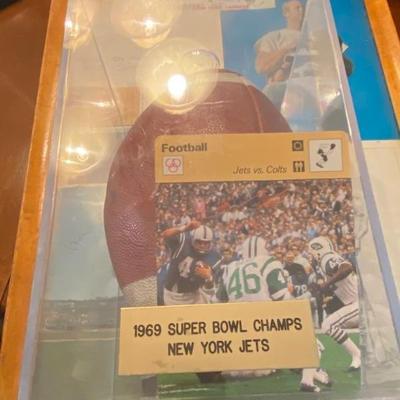 Football
Jets vs. Colts
46
1969 SUPER BOWL CHAMPS
NEW YORK JETS